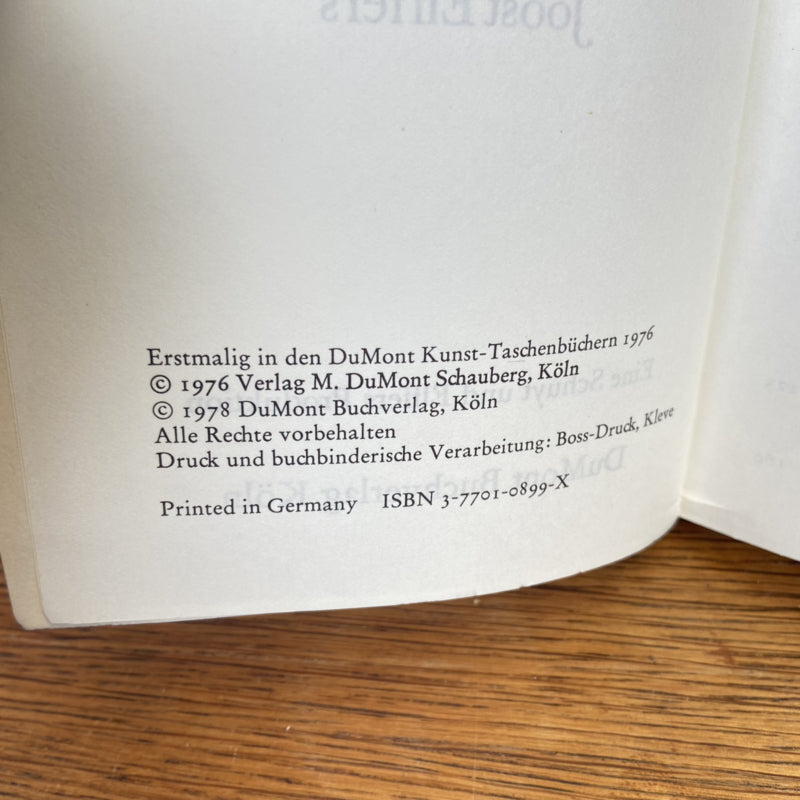 Erstmalig in den DuMont Kunst-Taschenbüchern 1976
© 1976 Verlag M. DuMont Schauberg, Köln
© 1978 DuMont Buchverlag, Köln
Alle Rechte vorbehalten
Druck und buchbinderische Verarbeitung: Boss-Druck, Kleve
Printed in Germany ISBN 3-7701-0899-X